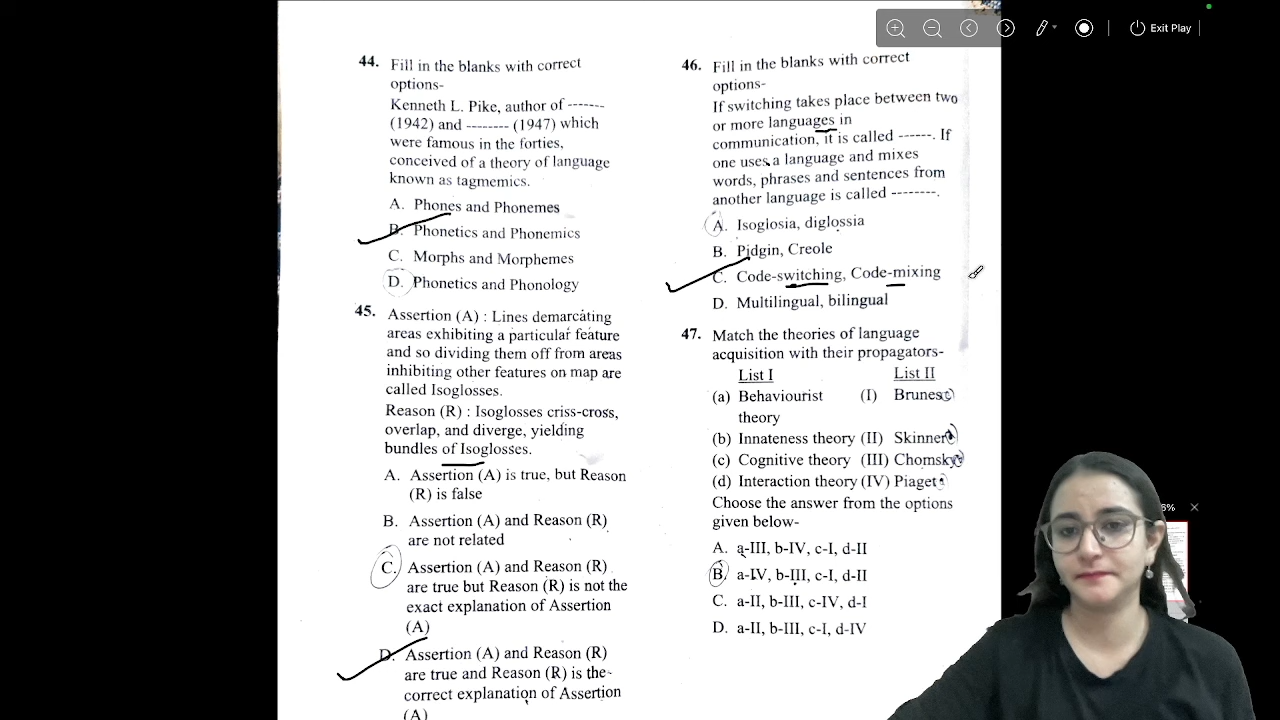 Exit Play
44. Fill in the blanks with correct
options-
Kenneth L. Pike, author of -------
(1942) and -------- (1947) which
were famous in the forties,
conceived of a theory of language
known as tagmemics.
A. Phones and Phonemes
B. Phonetics and Phonemics
C. Morphs and Morphemes
D. Phonetics and Phonology
45. Assertion (A) : Lines demarcating
areas exhibiting a particular feature
and so dividing them off from areas
inhibiting other features on map are
called Isoglosses.
Reason (R) : Isoglosses criss-cross,
overlap, and diverge, yielding
bundles of Isoglosses.
A. Assertion (A) is true, but Reason
(R) is false
B. Assertion (A) and Reason (R)
are not related
C. Assertion (A) and Reason (R)
are true but Reason (R) is not the
exact explanation of Assertion
(A)
D. Assertion (A) and Reason (R)
are true and Reason (R) is the
correct explanation of Assertion
(A)
46. Fill in the blanks with correct
options-
If switching takes place between two
or more languages in
communication, it is called ------. If
one uses a language and mixes
words, phrases and sentences from
another language is called --------.
A. Isoglosia, diglossia
B. Pidgin, Creole
C. Code-switching, Code-mixing
D. Multilingual, bilingual
47. Match the theories of language
acquisition with their propagators-
List I List II
(a) Behaviourist (I) Bruner
theory
(b) Innateness theory (II) Skinner
(c) Cognitive theory (III) Chomsky
(d) Interaction theory (IV) Piaget
Choose the answer from the options
given below-
A. a-III, b-IV, c-I, d-II
B. a-IV, b-III, c-I, d-II
C. a-II, b-III, c-IV, d-I
D. a-II, b-III, c-I, d-IV
6%